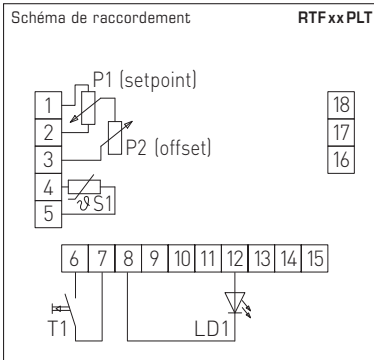 Schéma de raccordement RTFxxPLT
P1 (setpoint)
1
2
3
P2 (offset)
4
5
ϑ S1
18
17
16
6 7 8 9 10 11 12 13 14 15
T1
LD1